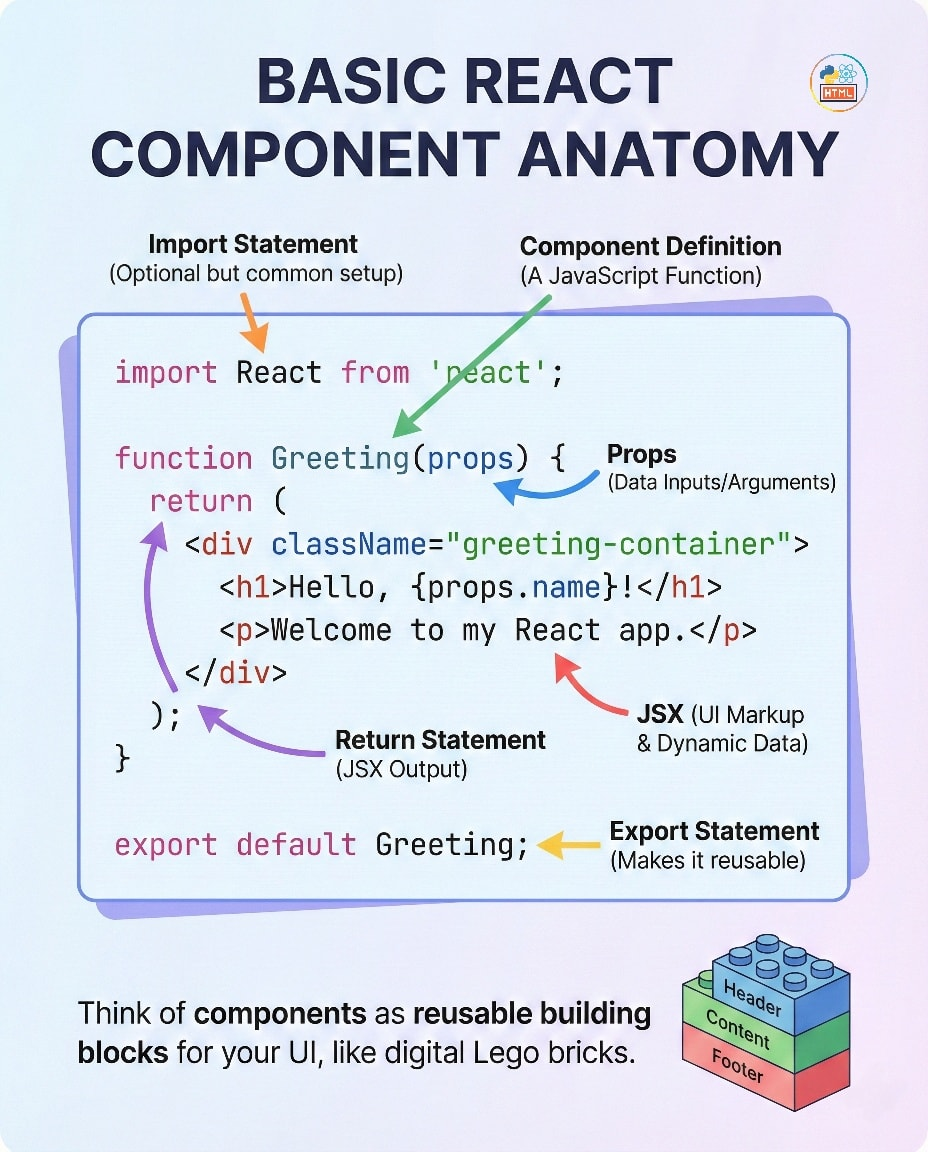 BASIC REACT
COMPONENT ANATOMY
HTML
Import Statement
(Optional but common setup)
Component Definition
(A JavaScript Function)
import React from 'react';
function Greeting(props) {
Props
(Data Inputs/Arguments)
return (
<div className="greeting-container">
<h1>Hello, {props.name}!</h1>
<p>Welcome to my React app.</p>
</div>
);
}
JSX (UI Markup
& Dynamic Data)
Return Statement
(JSX Output)
export default Greeting;
Export Statement
(Makes it reusable)
Think of components as reusable building
blocks for your UI, like digital Lego bricks.
Header
Content
Footer